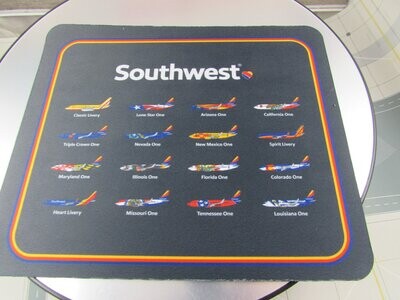 Southwest
Classic Livery Lone Star One Arizona One California One
Triple Crown One Nevada One New Mexico One Spirit Livery
Maryland One Illinois One Florida One Colorado One
Heart Livery Missouri One Tennessee One Louisiana One